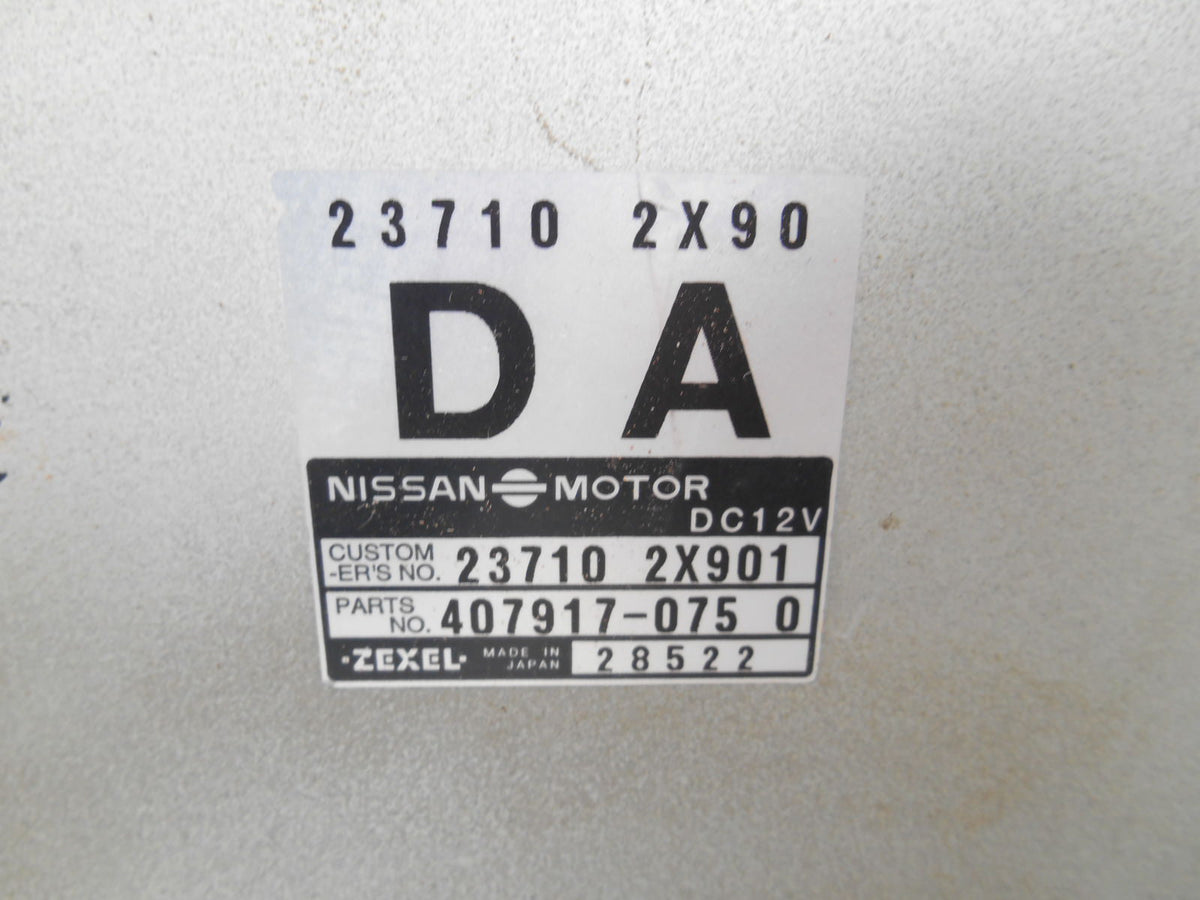 23710 2X90
D A
NISSAN MOTOR
DC12V
CUSTOM
-ER'S NO. 23710 2X901
PARTS
NO. 407917-075 0
·ZEXEL· MADE IN
JAPAN 28522